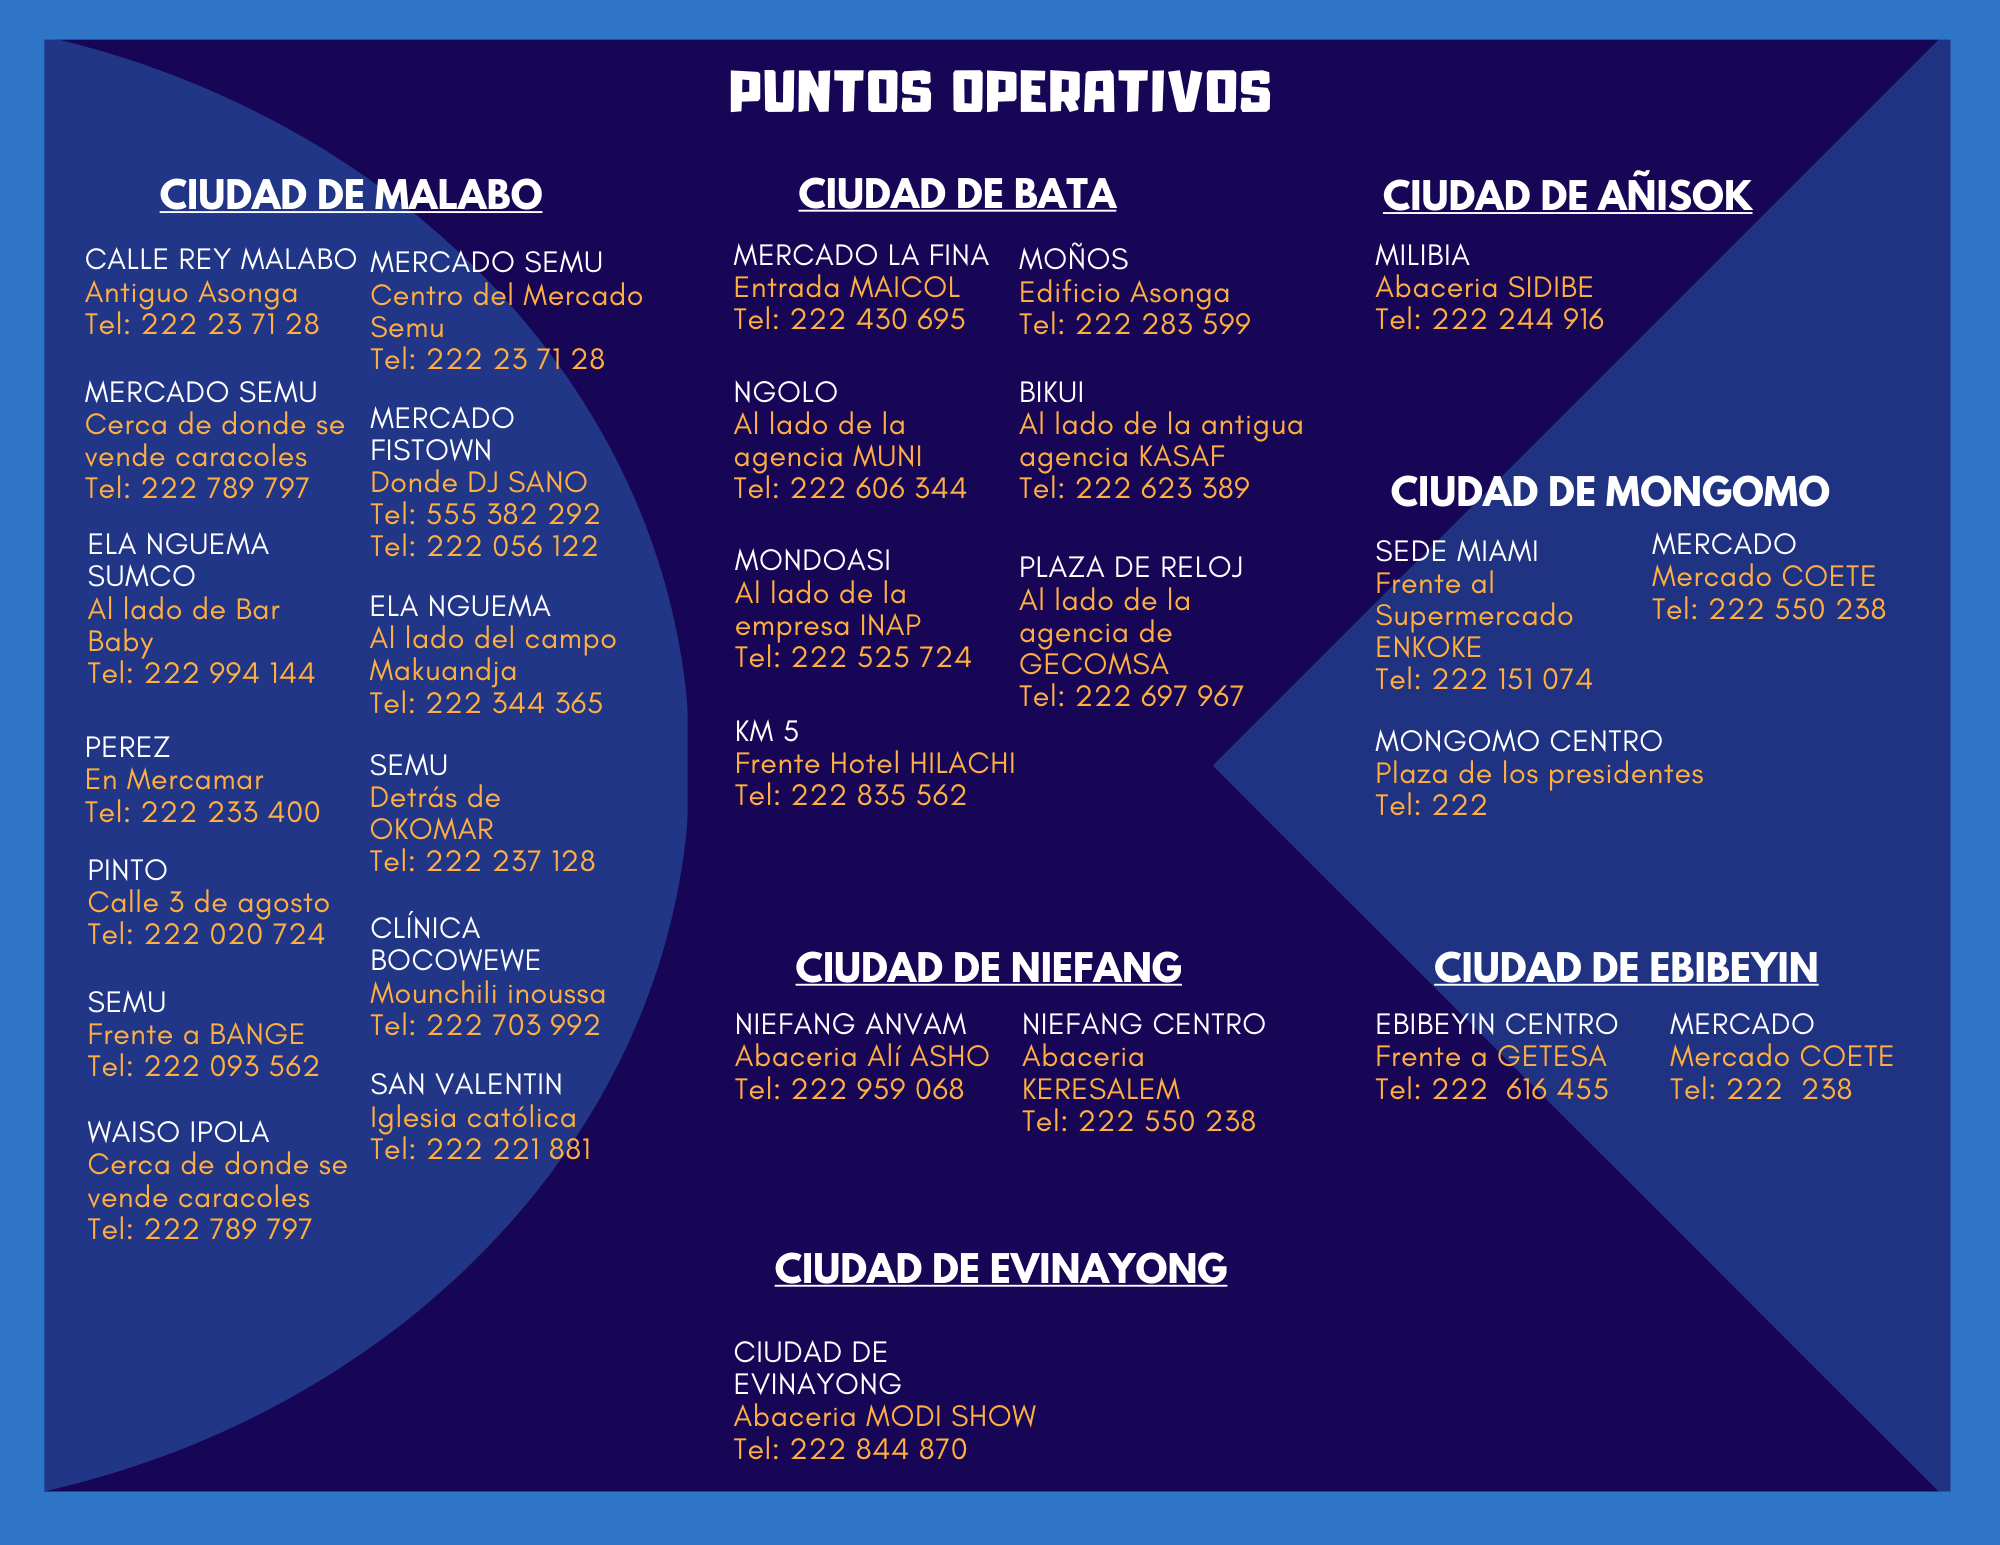 PUNTOS OPERATIVOS
CIUDAD DE MALABO
CALLE REY MALABO
Antiguo Asonga
Tel: 222 23 71 28
MERCADO SEMU
Cerca de donde se
vende caracoles
Tel: 222 789 797
ELA NGUEMA
SUMCO
Al lado de Bar
Baby
Tel: 222 994 144
PEREZ
En Mercamar
Tel: 222 233 400
PINTO
Calle 3 de agosto
Tel: 222 020 724
SEMU
Frente a BANGE
Tel: 222 093 562
WAISO IPOLA
Cerca de donde se
vende caracoles
Tel: 222 789 797
MERCADO SEMU
Centro del Mercado
Semu
Tel: 222 23 71 28
MERCADO
FISTOWN
Donde DJ SANO
Tel: 555 382 292
Tel: 222 056 122
ELA NGUEMA
Al lado del campo
Makuandja
Tel: 222 344 365
SEMU
Detrás de
OKOMAR
Tel: 222 237 128
CLÍNICA
BOCOWEWE
Mounchili inoussa
Tel: 222 703 992
SAN VALENTIN
Iglesia católica
Tel: 222 221 881
CIUDAD DE BATA
MERCADO LA FINA
Entrada MAICOL
Tel: 222 430 695
NGOLO
Al lado de la
agencia MUNI
Tel: 222 606 344
MONDOASI
Al lado de la
empresa INAP
Tel: 222 525 724
KM 5
Frente Hotel HILACHI
Tel: 222 835 562
MOÑOS
Edificio Asonga
Tel: 222 283 599
BIKUI
Al lado de la antigua
agencia KASAF
Tel: 222 623 389
PLAZA DE RELOJ
Al lado de la
agencia de
GECOMSA
Tel: 222 697 967
CIUDAD DE NIEFANG
NIEFANG ANVAM
Abaceria Alí ASHO
Tel: 222 959 068
NIEFANG CENTRO
Abaceria
KERESALEM
Tel: 222 550 238
CIUDAD DE EVINAYONG
CIUDAD DE
EVINAYONG
Abaceria MODI SHOW
Tel: 222 844 870
CIUDAD DE AÑISOK
MILIBIA
Abaceria SIDIBE
Tel: 222 244 916
CIUDAD DE MONGOMO
SEDE MIAMI
Frente al
Supermercado
ENKOKE
Tel: 222 151 074
MERCADO
Mercado COETE
Tel: 222 550 238
MONGOMO CENTRO
Plaza de los presidentes
Tel: 222
CIUDAD DE EBIBEYIN
EBIBEYIN CENTRO
Frente a GETESA
Tel: 222  616 455
MERCADO
Mercado COETE
Tel: 222  238